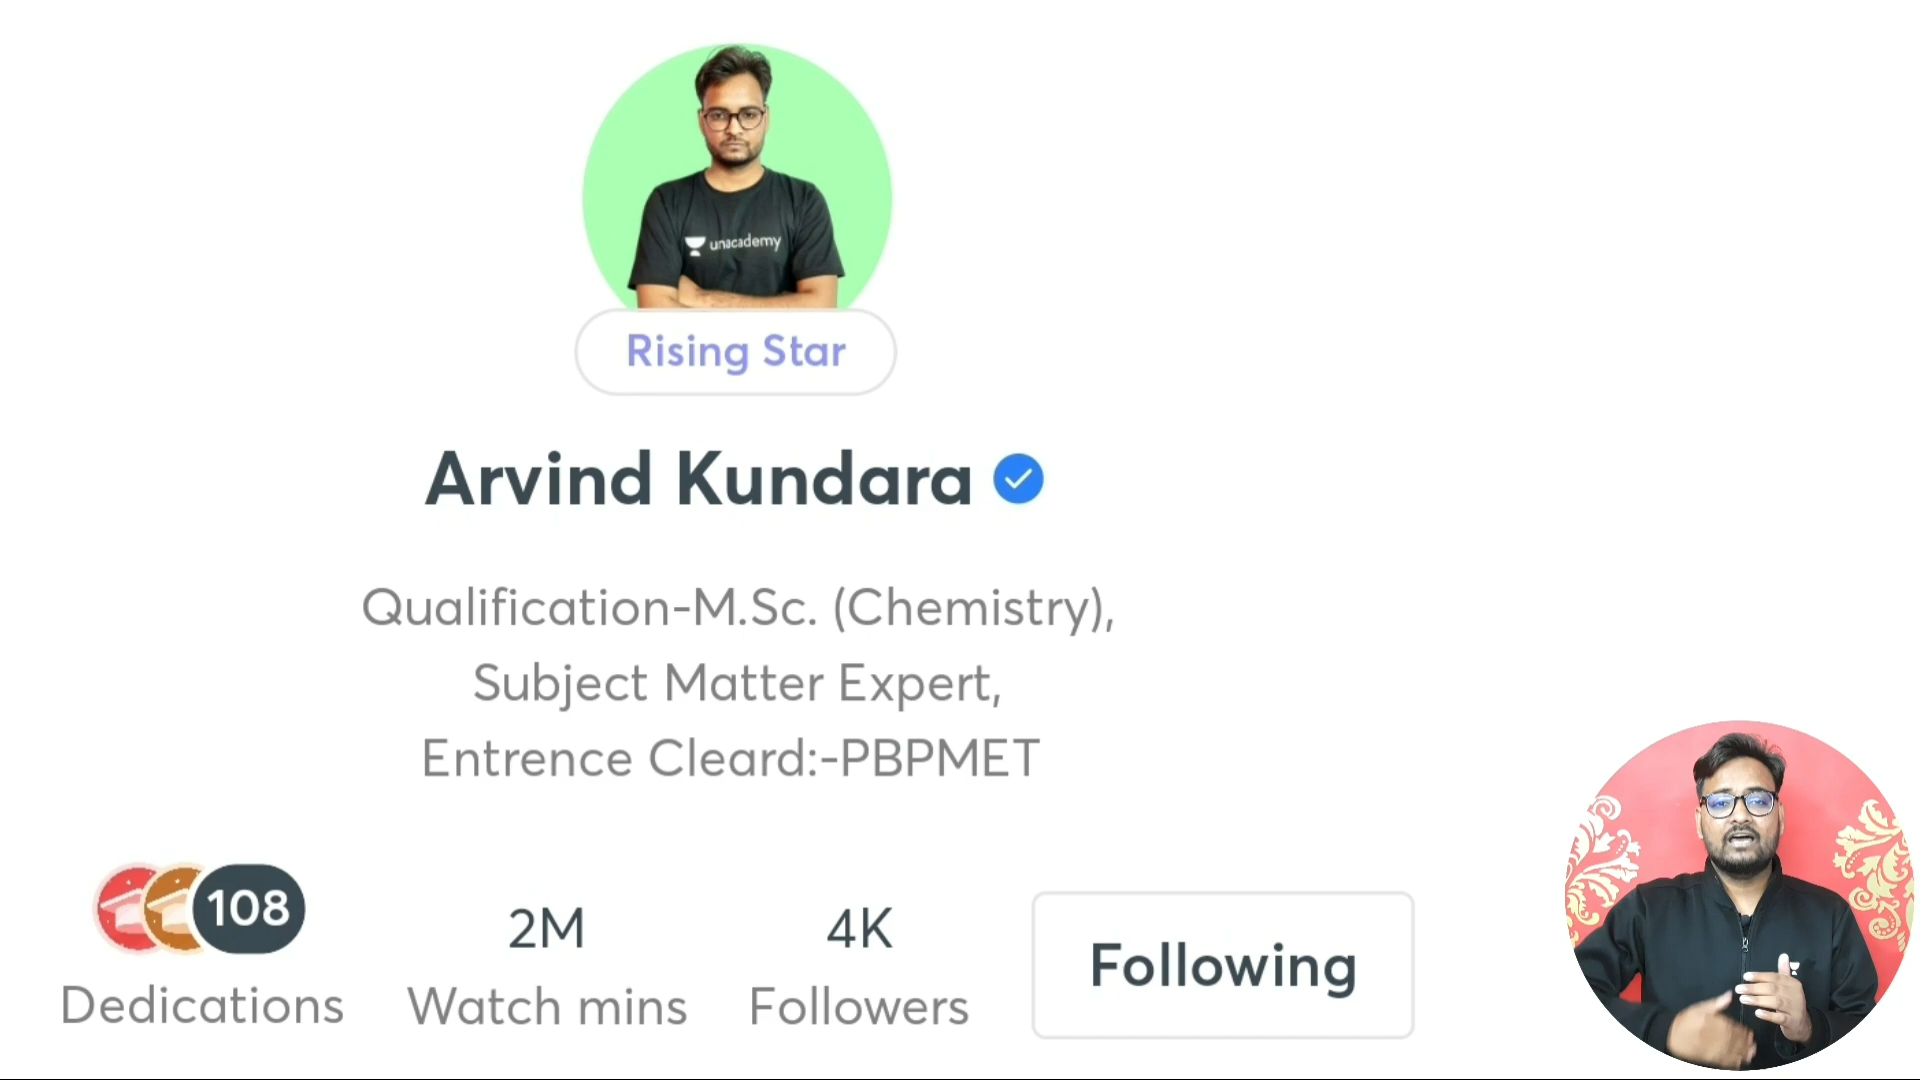 unacademy
Rising Star
Arvind Kundara
Qualification-M.Sc. (Chemistry),
Subject Matter Expert,
Entrence Cleard:-PBPMET
108
Dedications
2M
Watch mins
4K
Followers
Following